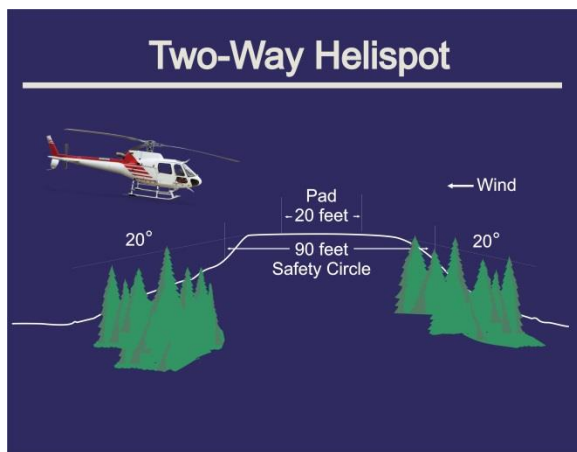 Two-Way Helispot
Pad
20 feet
Wind
20°
90 feet
20°
Safety Circle